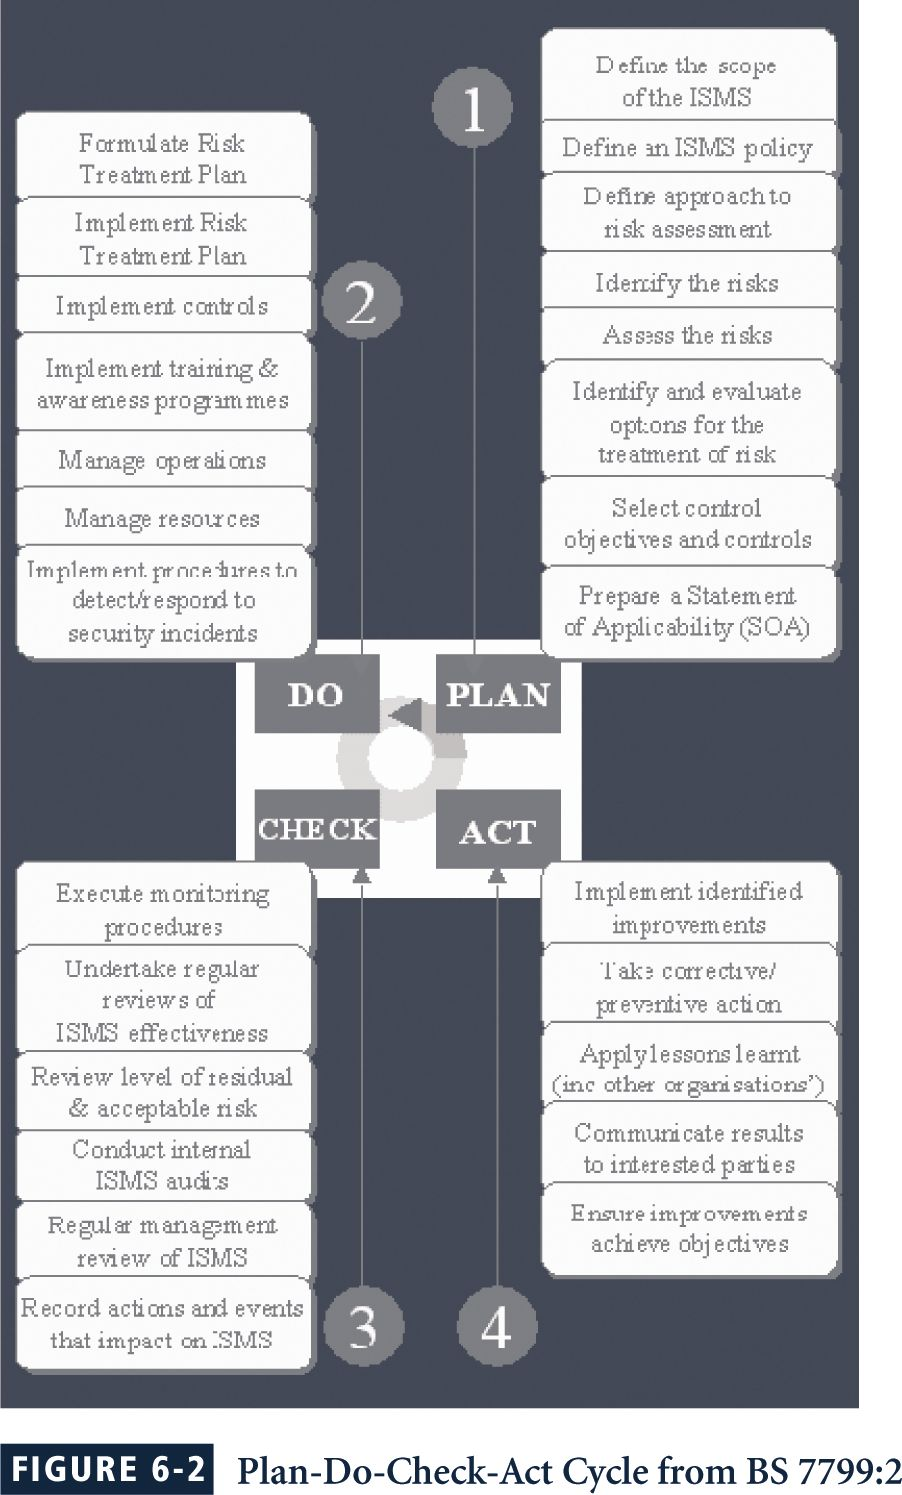 1
Define the scope
of the ISMS
Define an ISMS policy
Define approach to
risk assessment
Identify the risks
Assess the risks
Identify and evaluate
options for the
treatment of risk
Select control
objectives and controls
Prepare a Statement
of Applicability (SOA)
2
Formulate Risk
Treatment Plan
Implement Risk
Treatment Plan
Implement controls
Implement training &
awareness programmes
Manage operations
Manage resources
Implement procedures to
detect/respond to
security incidents
DO
PLAN
CHECK
ACT
Execute monitoring
procedures
Undertake regular
reviews of
ISMS effectiveness
Review level of residual
& acceptable risk
Conduct internal
ISMS audits
Regular management
review of ISMS
Record actions and events
that impact on ISMS
3
Implement identified
improvements
Take corrective/
preventive action
Apply lessons learnt
(inc other organisations')
Communicate results
to interested parties
Ensure improvements
achieve objectives
4
FIGURE 6-2 Plan-Do-Check-Act Cycle from BS 7799:2